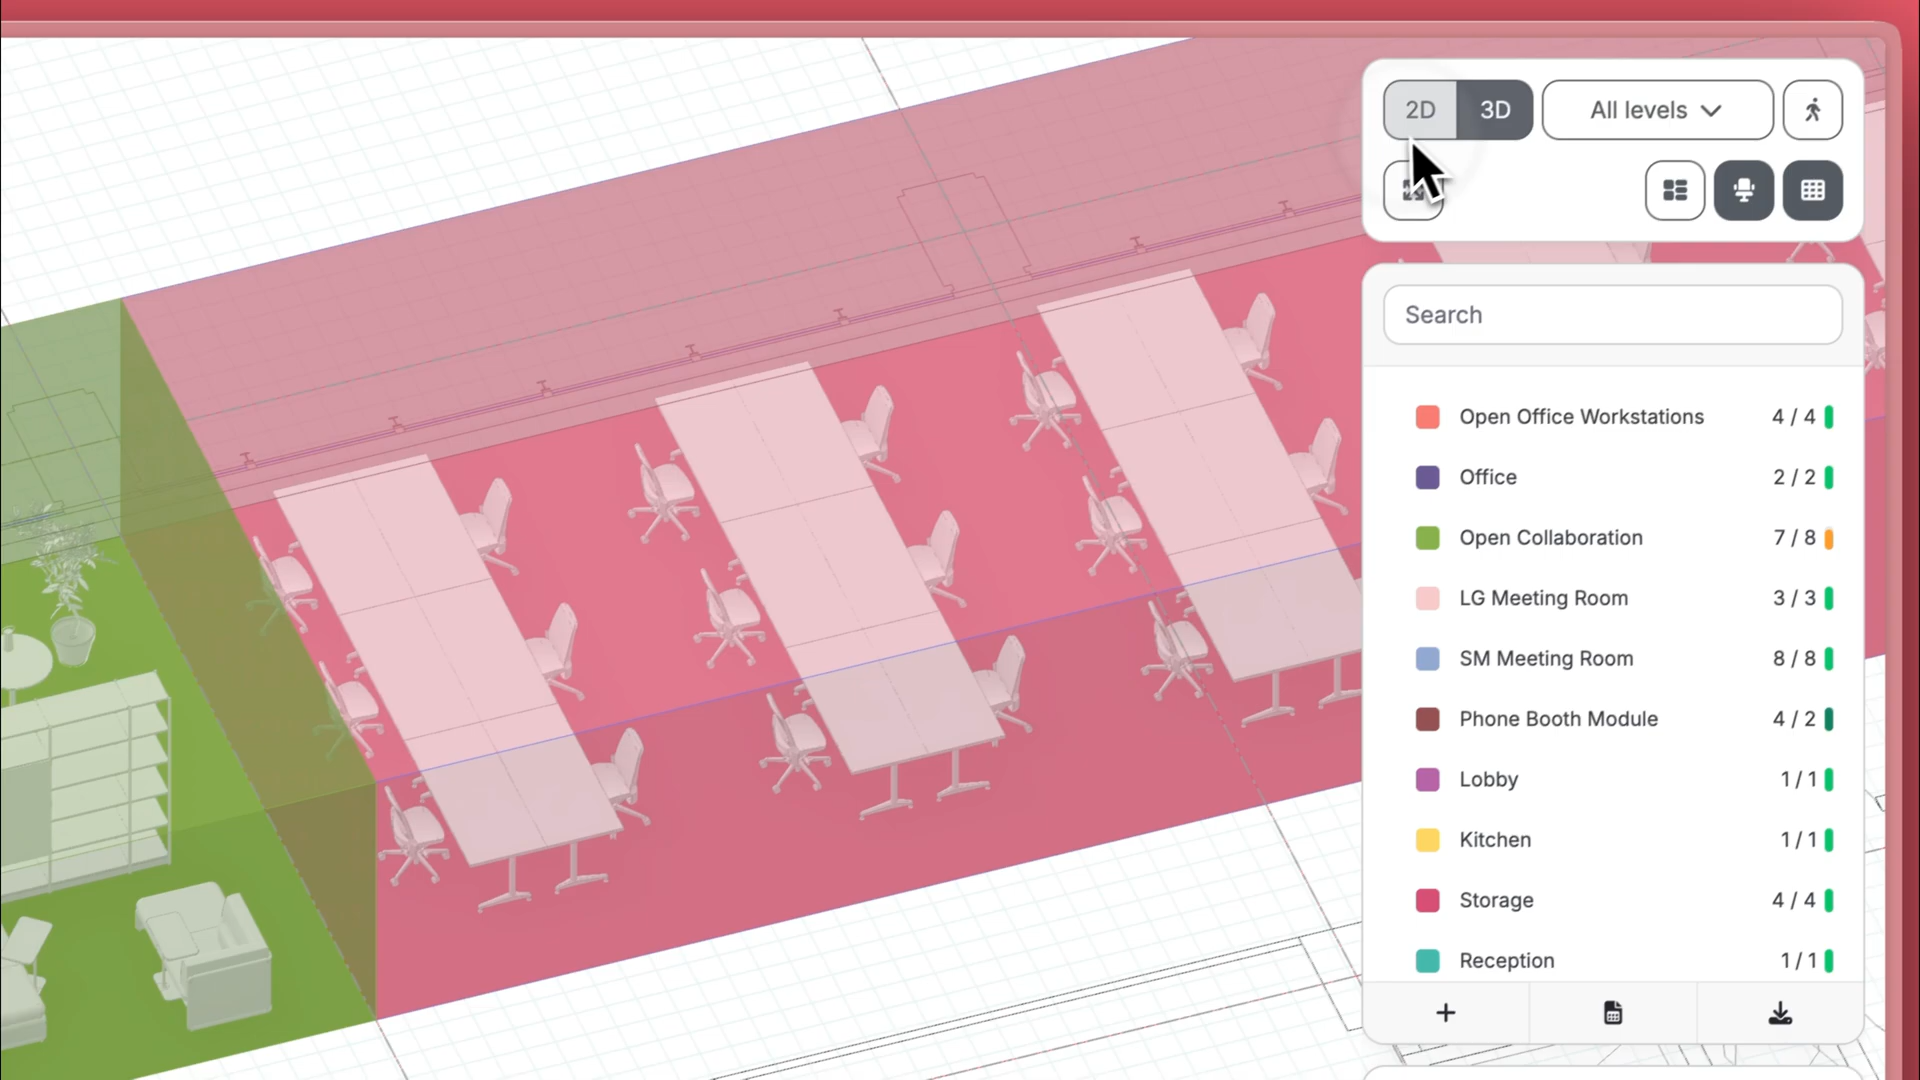 2D 3D All levels
Search
Open Office Workstations 4 / 4
Office 2 / 2
Open Collaboration 7 / 8
LG Meeting Room 3 / 3
SM Meeting Room 8 / 8
Phone Booth Module 4 / 2
Lobby 1 / 1
Kitchen 1 / 1
Storage 4 / 4
Reception 1 / 1